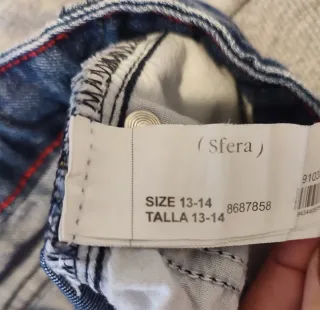 ( Sfera )
SIZE 13-14
TALLA 13-14
8687858